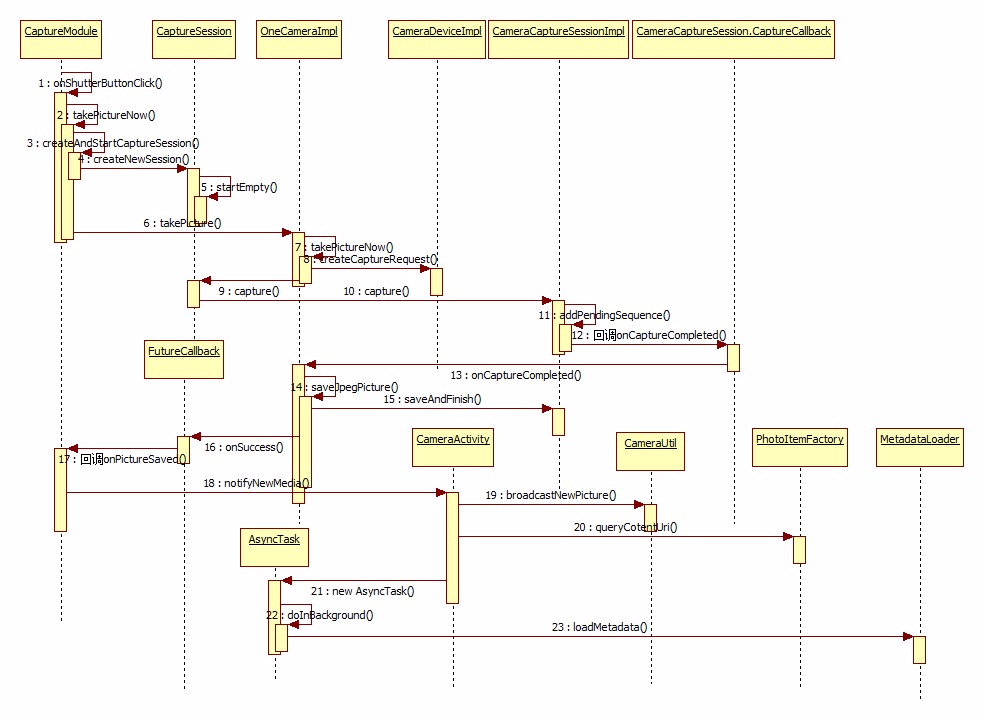 CaptureModule
CaptureSession
OneCameraImpl
CameraDeviceImpl
CameraCaptureSessionImpl
CameraCaptureSession.CaptureCallback
1 : onShutterButtonClick()
2 : takePictureNow()
3 : createAndStartCaptureSession()
4 : createNewSession()
5 : startEmpty()
6 : takePicture()
7 : takePictureNow()
8 : createCaptureRequest()
9 : capture()
10 : capture()
11 : addPendingSequence()
12 : 回调onCaptureCompleted()
FutureCallback
13 : onCaptureCompleted()
14 : saveJpegPicture()
15 : saveAndFinish()
CameraActivity
CameraUtil
PhotoItemFactory
MetadataLoader
16 : onSuccess()
17 : 回调onPictureSaved()
18 : notifyNewMedia()
19 : broadcastNewPicture()
20 : queryCotentUri()
AsyncTask
21 : new AsyncTask()
22 : doInBackground()
23 : loadMetadata()